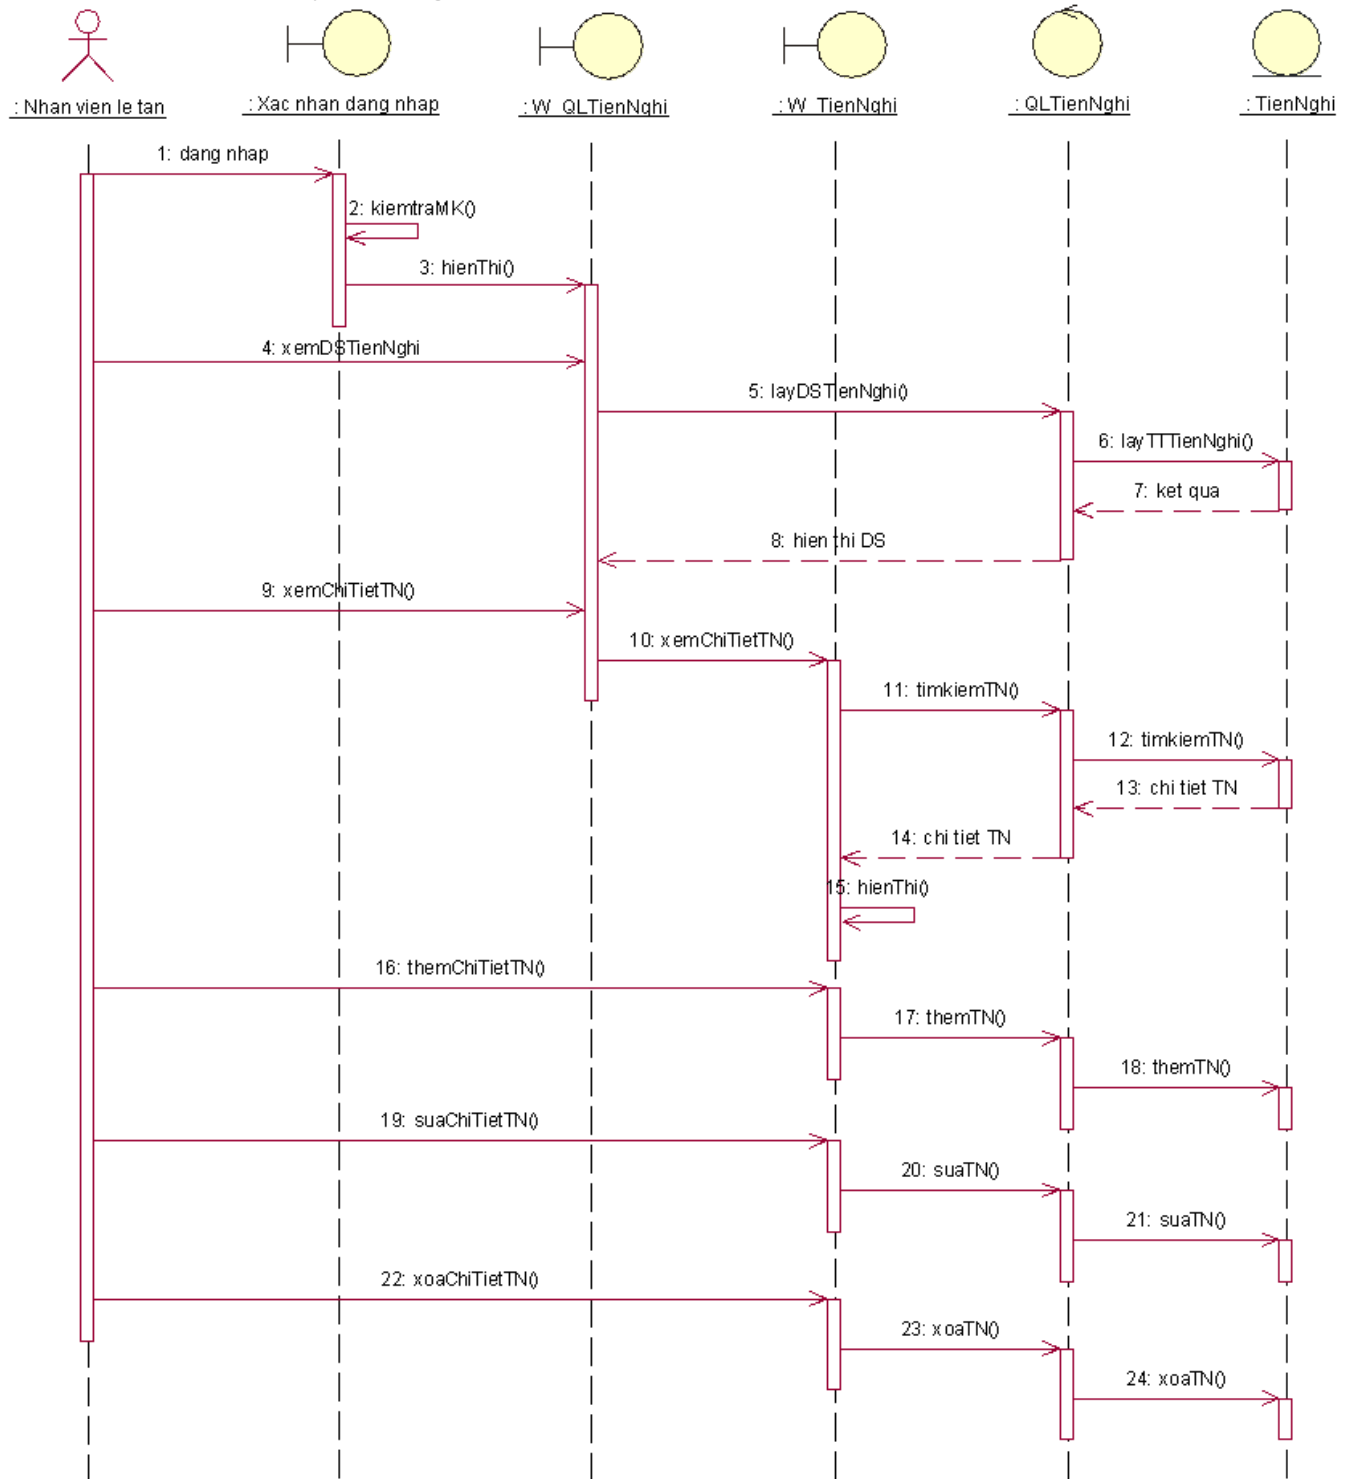 : Nhan vien le tan
: Xac nhan dang nhap
: W_QLTienNghi
: W_TienNghi
: QLTienNghi
: TienNghi
1: dang nhap
2: kiemtraMK()
3: hienThi()
4: xemDSTienNghi
5: layDSTienNghi()
6: layTTTienNghi()
7: ket qua
8: hien thi DS
9: xemChiTietTN()
10: xemChiTietTN()
11: timkiemTN()
12: timkiemTN()
13: chi tiet TN
14: chi tiet TN
15: hienThi()
16: themChiTietTN()
17: themTN()
18: themTN()
19: suaChiTietTN()
20: suaTN()
21: suaTN()
22: xoaChiTietTN()
23: xoaTN()
24: xoaTN()